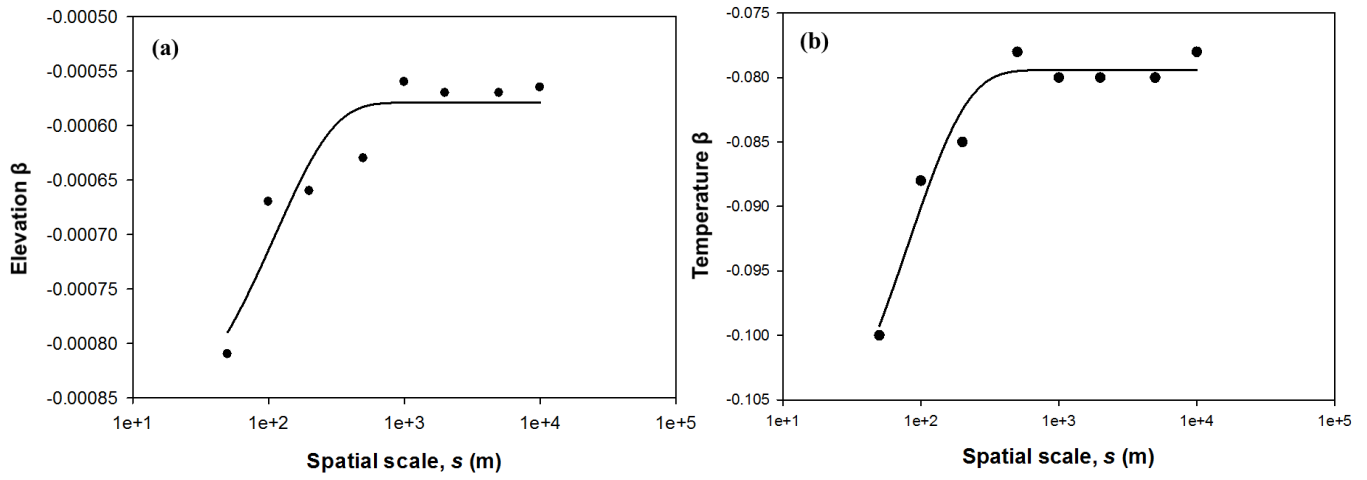 (a)
Elevation β
-0.00050
-0.00055
-0.00060
-0.00065
-0.00070
-0.00075
-0.00080
-0.00085
1e+1 1e+2 1e+3 1e+4 1e+5
Spatial scale, s (m)
(b)
Temperature β
-0.075
-0.080
-0.085
-0.090
-0.095
-0.100
-0.105
1e+1 1e+2 1e+3 1e+4 1e+5
Spatial scale, s (m)